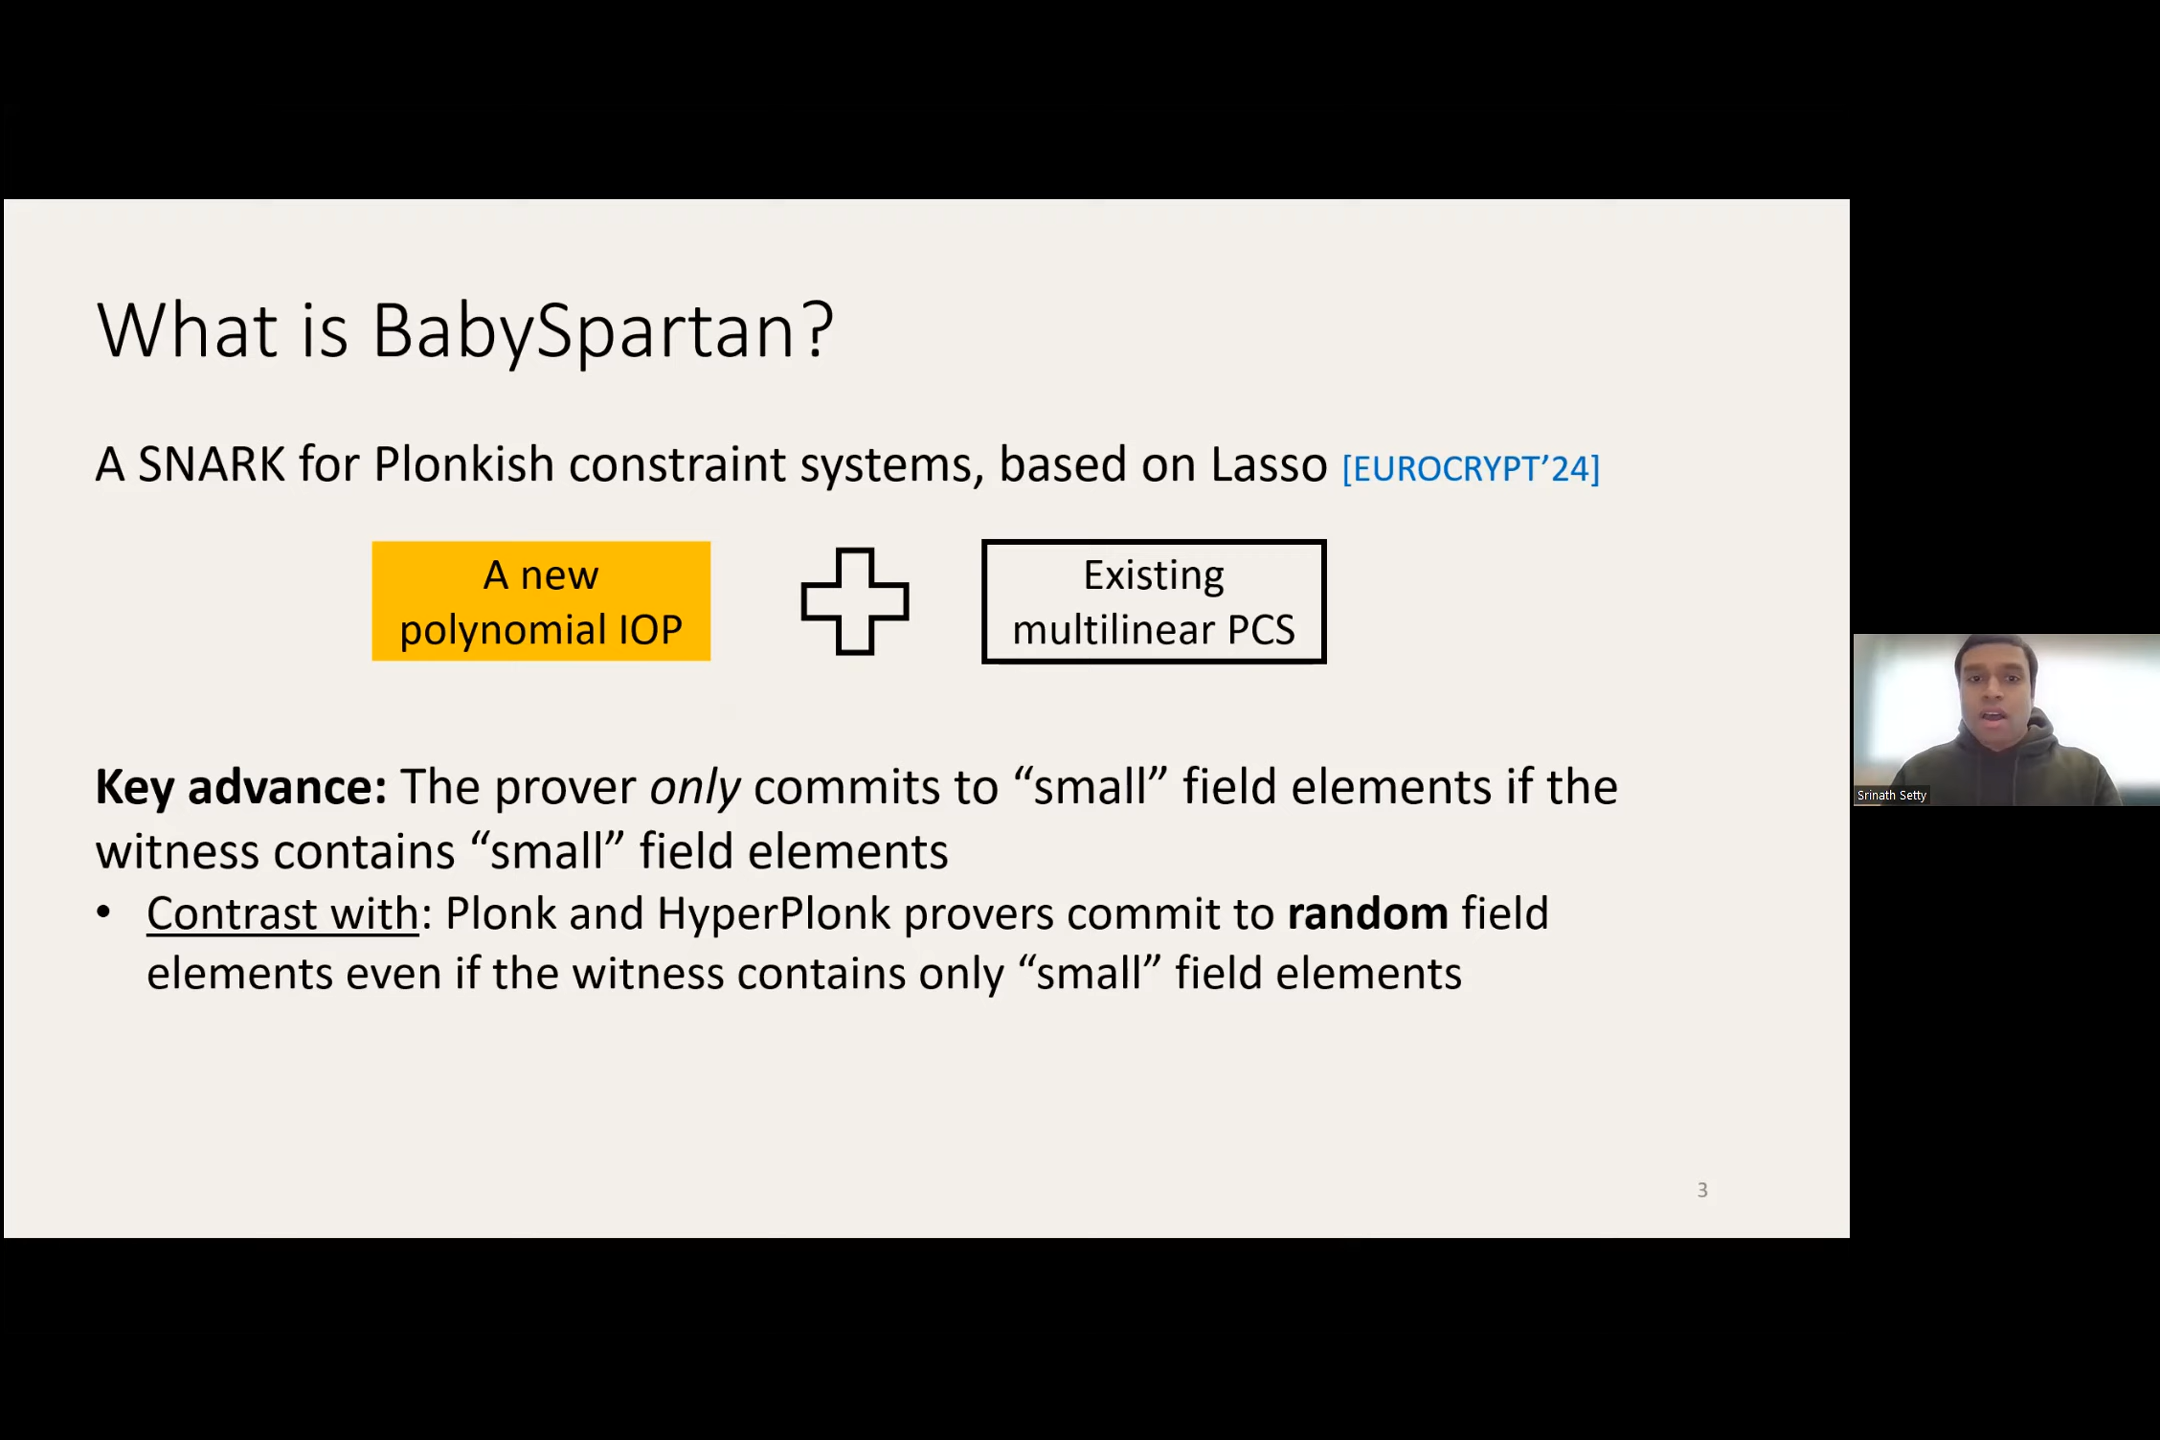 What is BabySpartan?
A SNARK for Plonkish constraint systems, based on Lasso [EUROCRYPT’24]
A new
polynomial IOP
Existing
multilinear PCS
Key advance: The prover only commits to “small” field elements if the
witness contains “small” field elements
• Contrast with: Plonk and HyperPlonk provers commit to random field
elements even if the witness contains only “small” field elements
Srinath Setty
3